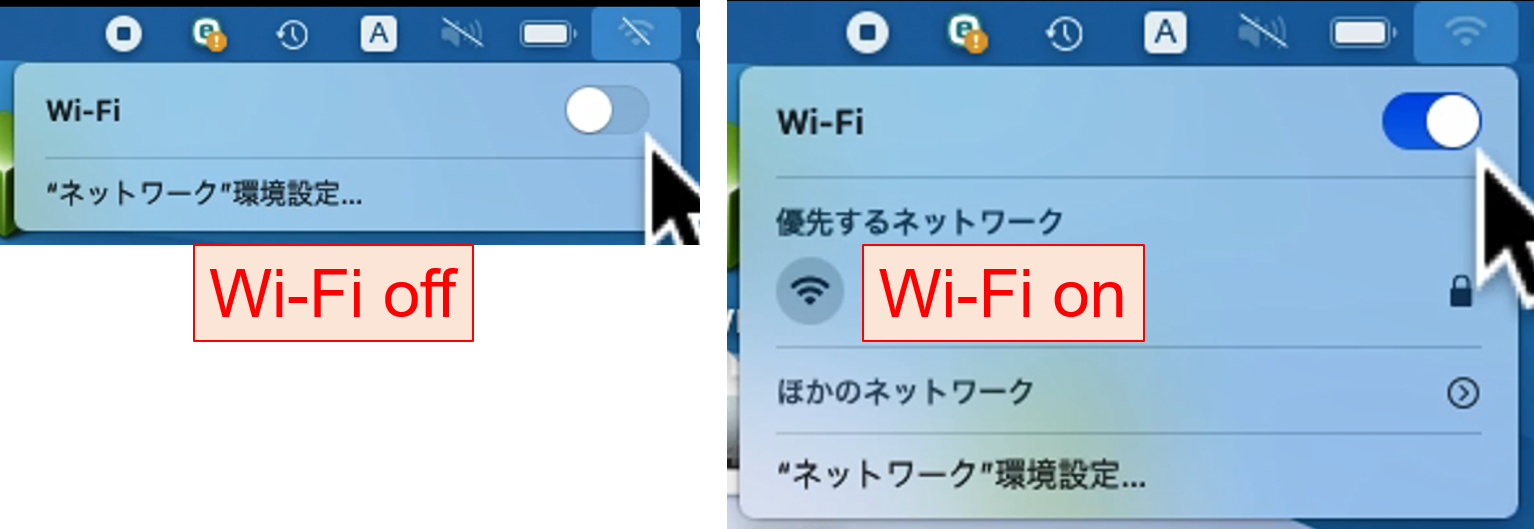 A
Wi-Fi
“ネットワーク”環境設定...
Wi-Fi off
A
Wi-Fi
優先するネットワーク
Wi-Fi on
ほかのネットワーク
“ネットワーク”環境設定...